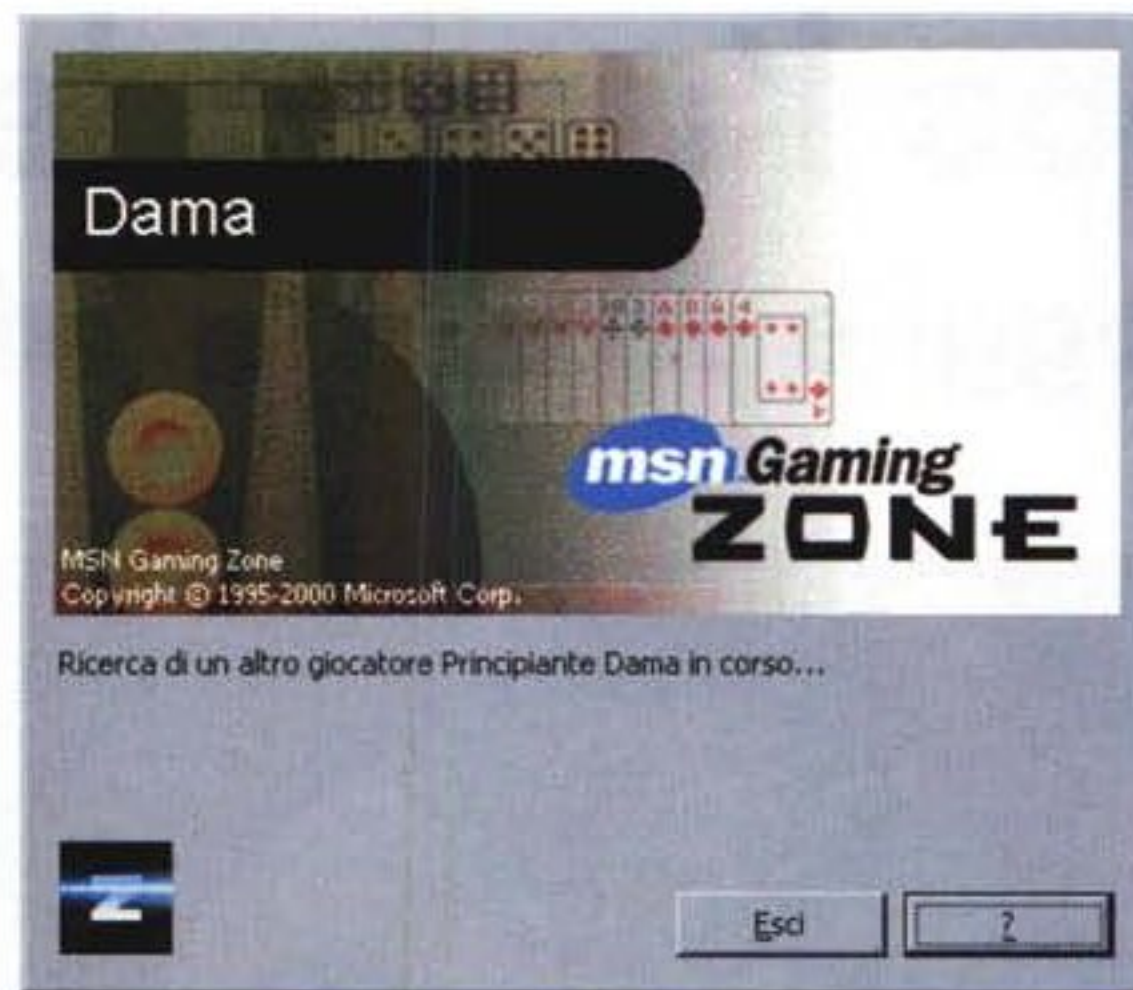 Dama
msn Gaming
ZONE
MSN Gaming Zone
Copyright © 1995-2000 Microsoft Corp.
Ricerca di un altro giocatore Principiante Dama in corso...
Z
Esci
?